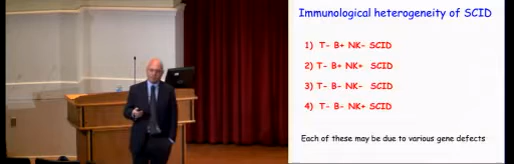 Immunological heterogeneity of SCID
1) T- B+ NK- SCID
2) T- B+ NK+ SCID
3) T- B- NK- SCID
4) T- B- NK+ SCID
Each of these may be due to various gene defects